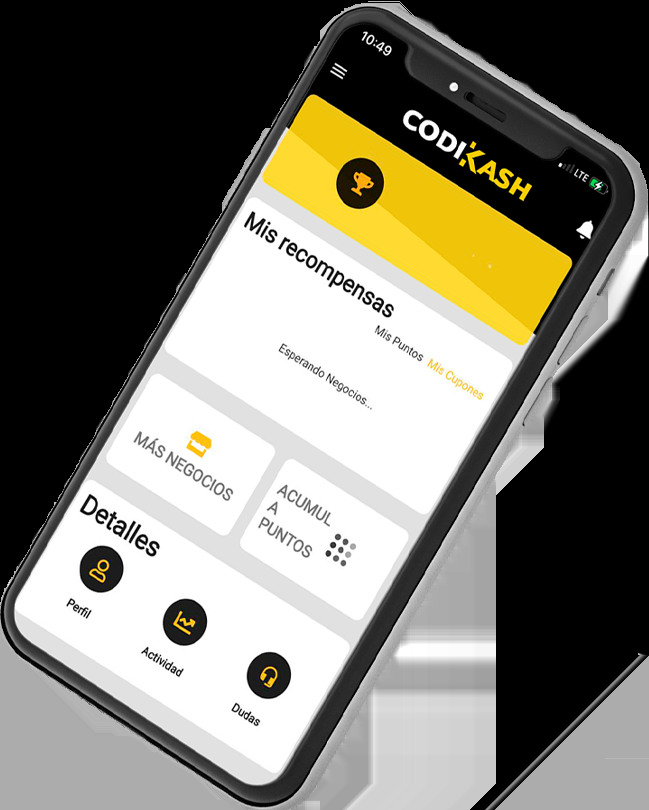 10:49
LTE
CODIKASH
Mis recompensas
Mis Puntos Mis Cupones
Esperando Negocios...
MÁS NEGOCIOS
ACUMUL
A
PUNTOS
Detalles
Perfil
Actividad
Dudas